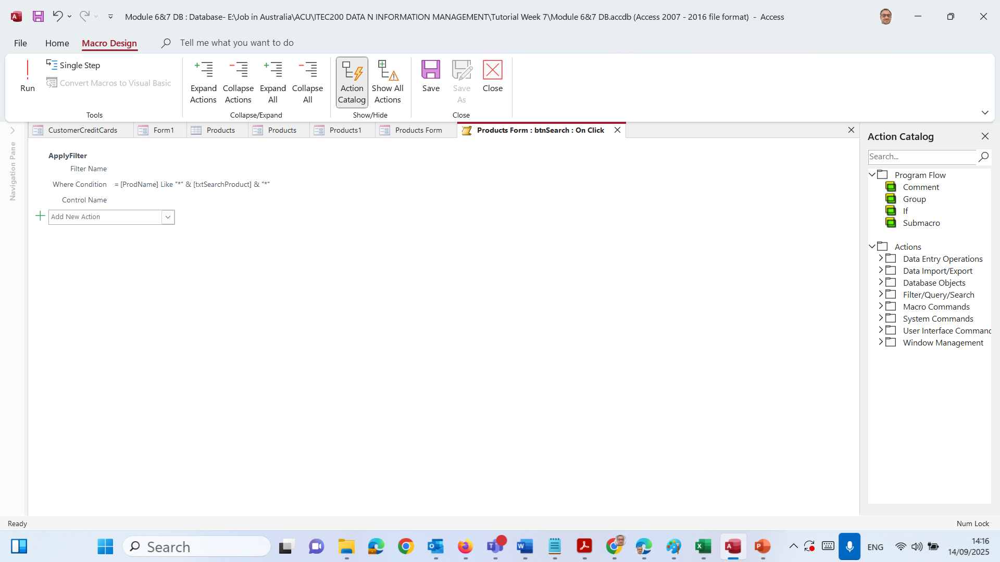 Module 6&7 DB : Database- E:\Job in Australia\ACU\ITEC200 DATA N INFORMATION MANAGEMENT\Tutorial Week 7\Module 6&7 DB.accdb (Access 2007 - 2016 file format) - Access
File Home Macro Design Tell me what you want to do
Run
Single Step
Convert Macros to Visual Basic
Tools
Expand Actions
Collapse Actions
Expand All
Collapse All
Collapse/Expand
Action Catalog
Show All Actions
Show/Hide
Save
Save As
Close
Close
Navigation Pane
CustomerCreditCards Form1 Products Products Products1 Products Form Products Form : btnSearch : On Click
ApplyFilter
Filter Name
Where Condition = [ProdName] Like "*" & [txtSearchProduct] & "*"
Control Name
Add New Action
Action Catalog
Search...
Program Flow
Comment
Group
If
Submacro
Actions
Data Entry Operations
Data Import/Export
Database Objects
Filter/Query/Search
Macro Commands
System Commands
User Interface Comman
Window Management
Ready
Num Lock
Search
ENG
14:16
14/09/2025